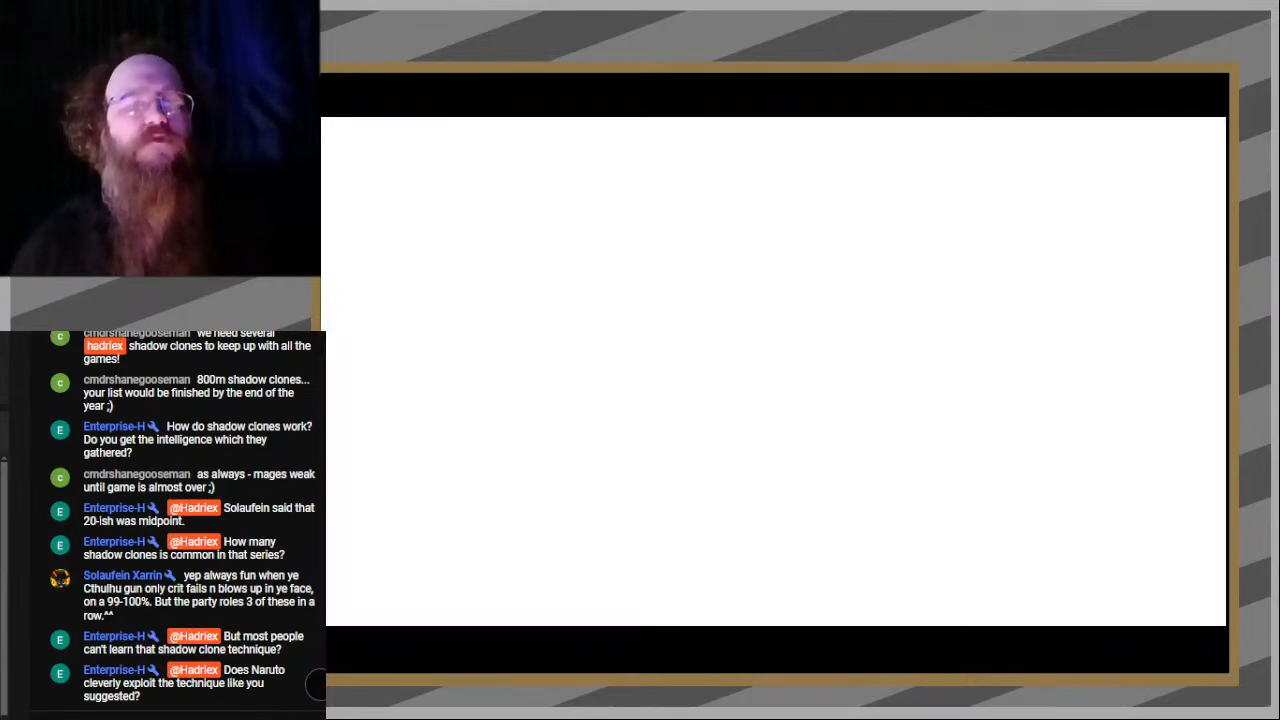 cmdrshanegooseman we need several
hadriex shadow clones to keep up with all the
games!
C
cmdrshanegooseman 800m shadow clones...
your list would be finished by the end of the
year ;)
E
Enterprise-H How do shadow clones work?
Do you get the intelligence which they
gathered?
C
cmdrshanegooseman as always - mages weak
until game is almost over ;)
E
Enterprise-H @Hadriex Solaufein said that
20-ish was midpoint.
E
Enterprise-H @Hadriex How many
shadow clones is common in that series?
Solaufein Xarrin yep always fun when ye
Cthulhu gun only crit fails n blows up in ye face,
on a 99-100%. But the party roles 3 of these in a
row.^^
E
Enterprise-H @Hadriex But most people
can't learn that shadow clone technique?
E
Enterprise-H @Hadriex Does Naruto
cleverly exploit the technique like you
suggested?